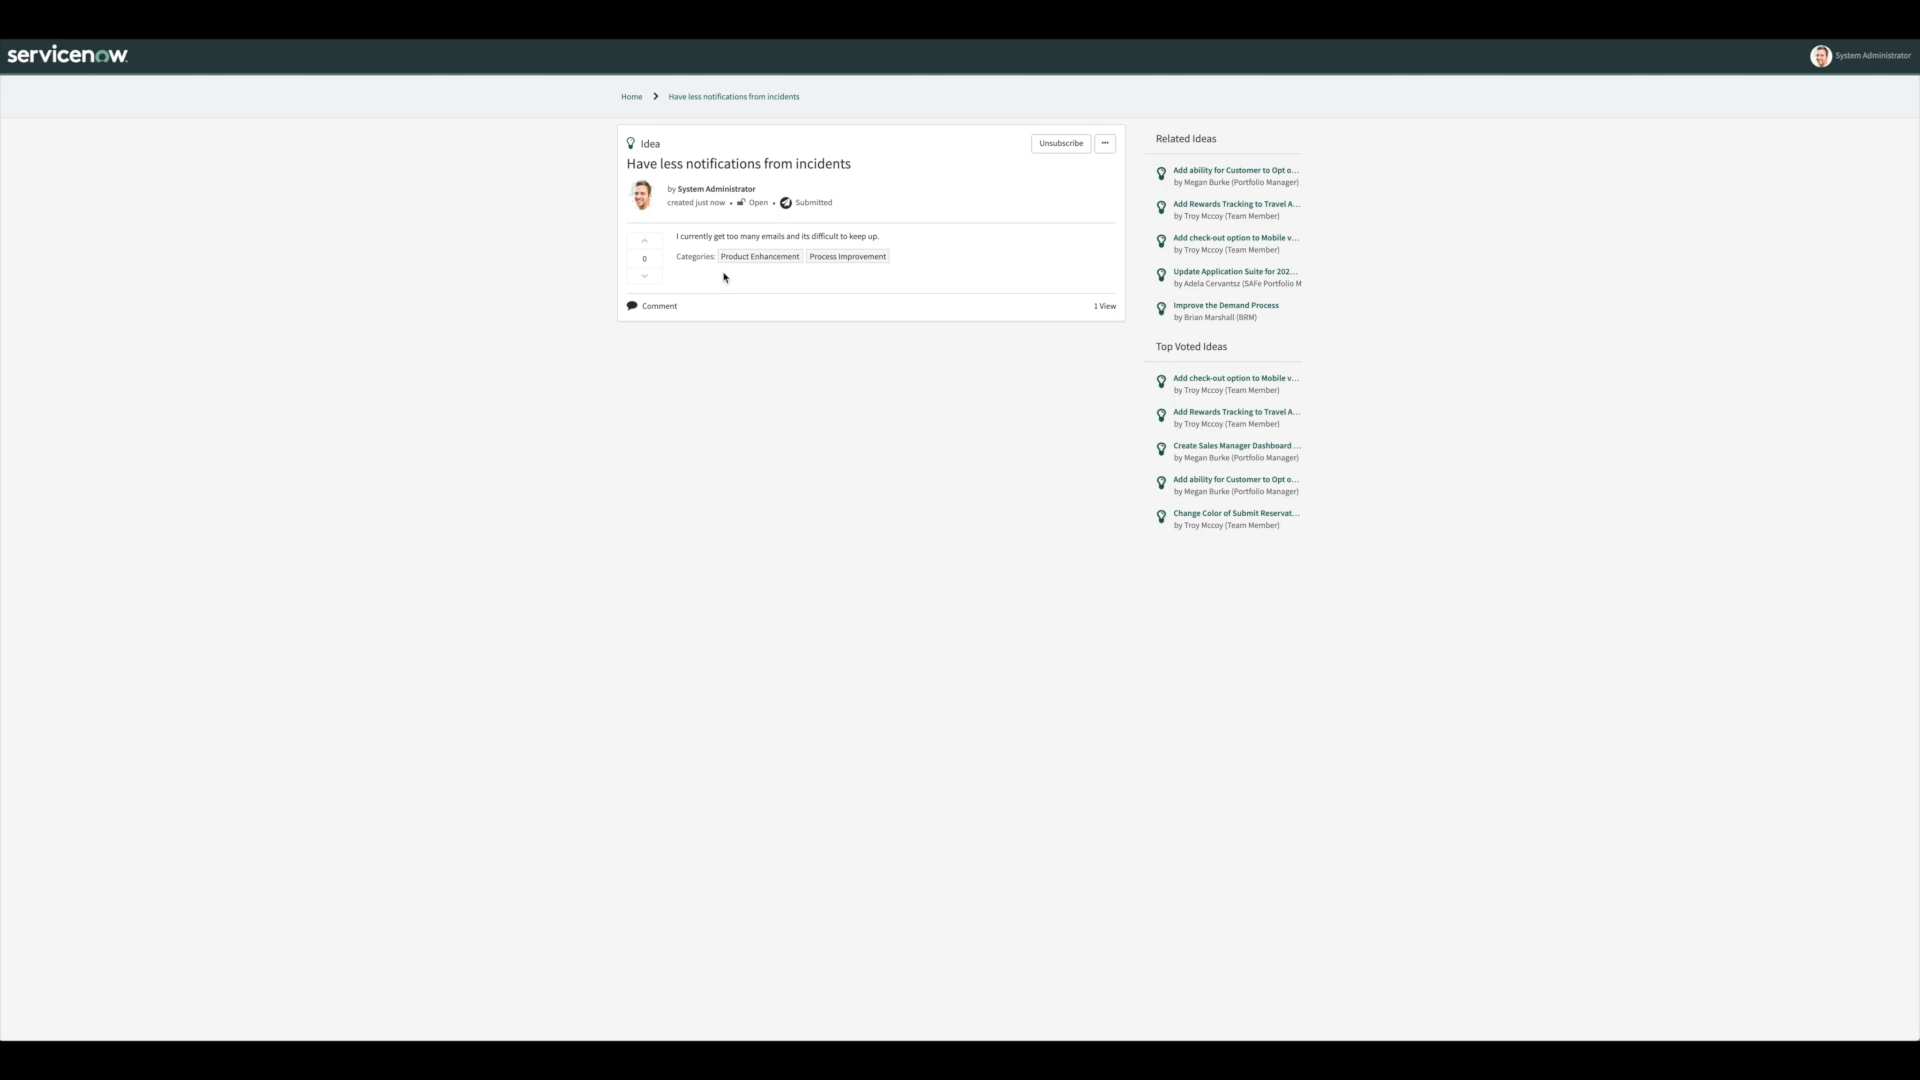 servicenow
System Administrator
Home > Have less notifications from incidents
Idea
Unsubscribe
Have less notifications from incidents
by System Administrator
created just now • Open • Submitted
I currently get too many emails and its difficult to keep up.
0
Categories: Product Enhancement Process Improvement
Comment
1 View
Related Ideas
Add ability for Customer to Opt o...
by Megan Burke (Portfolio Manager)
Add Rewards Tracking to Travel A...
by Troy Mccoy (Team Member)
Add check-out option to Mobile v...
by Troy Mccoy (Team Member)
Update Application Suite for 202...
by Adela Cervantsz (SAFe Portfolio M
Improve the Demand Process
by Brian Marshall (BRM)
Top Voted Ideas
Add check-out option to Mobile v...
by Troy Mccoy (Team Member)
Add Rewards Tracking to Travel A...
by Troy Mccoy (Team Member)
Create Sales Manager Dashboard ...
by Megan Burke (Portfolio Manager)
Add ability for Customer to Opt o...
by Megan Burke (Portfolio Manager)
Change Color of Submit Reservat...
by Troy Mccoy (Team Member)